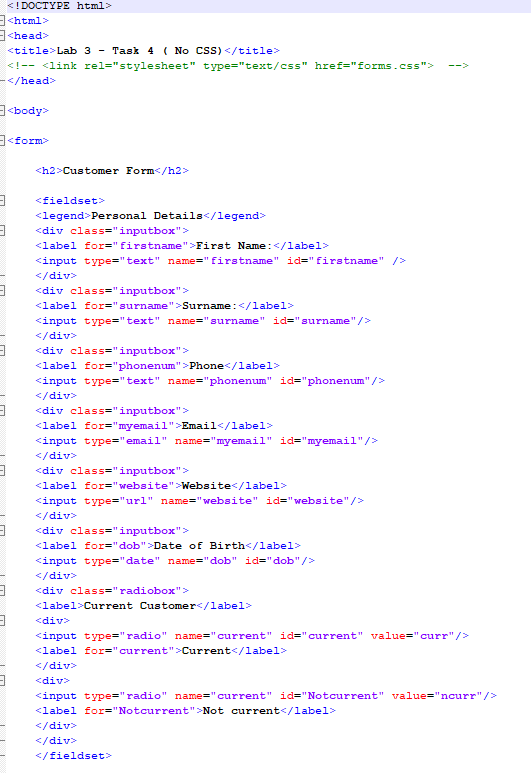 <!DOCTYPE html>
<html>
<head>
<title>Lab 3 - Task 4 ( No CSS)</title>
<!-- <link rel="stylesheet" type="text/css" href="forms.css">  -->
</head>
<body>
<form>
<h2>Customer Form</h2>
<fieldset>
<legend>Personal Details</legend>
<div class="inputbox">
<label for="firstname">First Name:</label>
<input type="text" name="firstname" id="firstname" />
</div>
<div class="inputbox">
<label for="surname">Surname:</label>
<input type="text" name="surname" id="surname"/>
</div>
<div class="inputbox">
<label for="phonenum">Phone</label>
<input type="text" name="phonenum" id="phonenum"/>
</div>
<div class="inputbox">
<label for="myemail">Email</label>
<input type="email" name="myemail" id="myemail"/>
</div>
<div class="inputbox">
<label for="website">Website</label>
<input type="url" name="website" id="website"/>
</div>
<div class="inputbox">
<label for="dob">Date of Birth</label>
<input type="date" name="dob" id="dob"/>
</div>
<div class="radiobox">
<label>Current Customer</label>
<div>
<input type="radio" name="current" id="current" value="curr"/>
<label for="current">Current</label>
</div>
<div>
<input type="radio" name="current" id="Notcurrent" value="ncurr"/>
<label for="Notcurrent">Not current</label>
</div>
</div>
</fieldset>